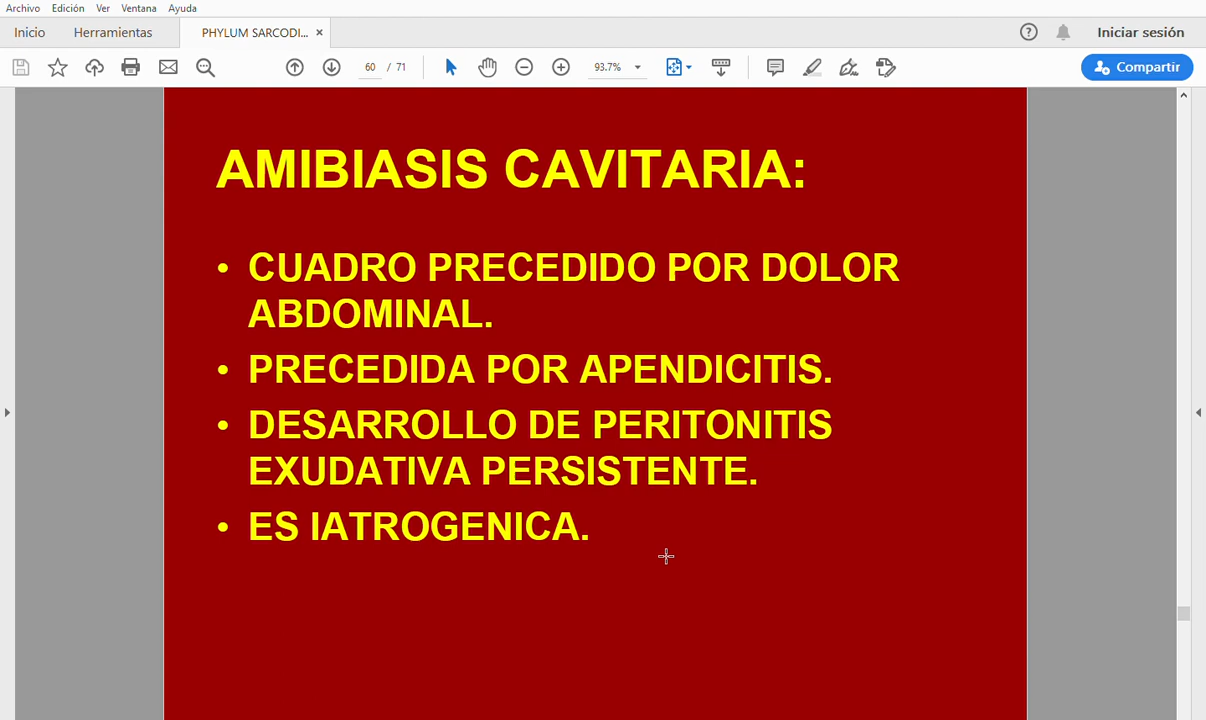 Archivo Edición Ver Ventana Ayuda
Inicio Herramientas PHYLUM SARCODI... × Iniciar sesión
60 / 71 93.7% Compartir
AMIBIASIS CAVITARIA:
• CUADRO PRECEDIDO POR DOLOR
ABDOMINAL.
• PRECEDIDA POR APENDICITIS.
• DESARROLLO DE PERITONITIS
EXUDATIVA PERSISTENTE.
• ES IATROGENICA.